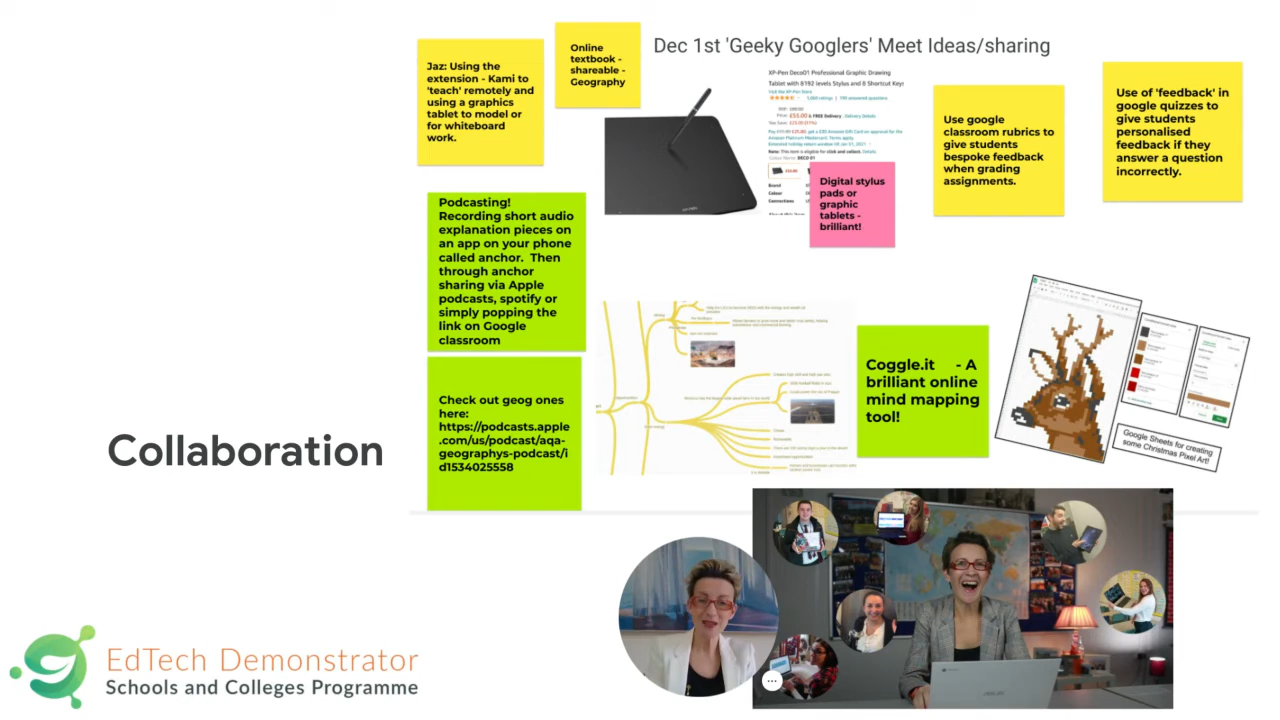 Dec 1st 'Geeky Googlers' Meet Ideas/sharing
Jaz: Using the
extension - Kami to
'teach' remotely and
using a graphics
tablet to model or
for whiteboard
work.
Online
textbook -
shareable -
Geography
XP-Pen Deco01 Professional Graphic Drawing
Tablet with 8192 levels Stylus and 8 Shortcut Keys
Digital stylus
pads or
graphic
tablets -
brilliant!
Use google
classroom rubrics to
give students
bespoke feedback
when grading
assignments.
Use of 'feedback' in
google quizzes to
give students
personalised
feedback if they
answer a question
incorrectly.
Podcasting!
Recording short audio
explanation pieces on
an app on your phone
called anchor. Then
through anchor
sharing via Apple
podcasts, spotify or
simply popping the
link on Google
classroom
Check out geog ones
here:
https://podcasts.apple
.com/us/podcast/aqa-
geographys-podcast/i
d1534025558
Coggle.it - A
brilliant online
mind mapping
tool!
Google Sheets for creating
some Christmas Pixel Art!
Collaboration
EdTech Demonstrator
Schools and Colleges Programme
ASUS